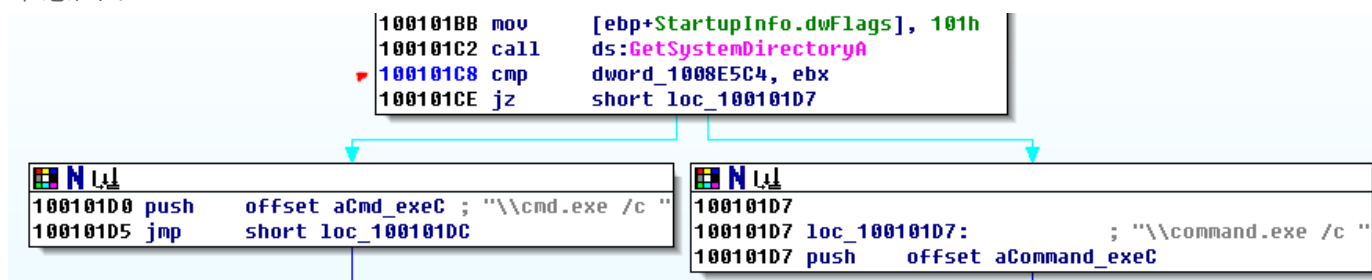 100101BB mov [ebp+StartupInfo.dwFlags], 101h
100101C2 call ds:GetSystemDirectoryA
100101C8 cmp dword_1008E5C4, ebx
100101CE jz short loc_100101D7
100101D0 push offset aCmd_exeC ; "\\cmd.exe /c "
100101D5 jmp short loc_100101DC
100101D7
100101D7 loc_100101D7: ; "\\command.exe /c "
100101D7 push offset aCommand_exeC